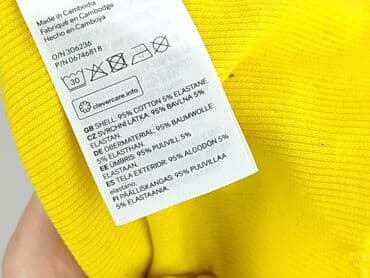 Made in Cambodia
Fabriqué en Cambodge
Hecho en Camboya
O/N 306236
P/N 06746818
30
clevercare.info
GB SHELL: 95% COTTON 5% ELASTANE.
CZ SVRCHNÍ LÁTKA: 95% BAVLNA 5%
ELASTAN.
DE OBERMATERIAL: 95% BAUMWOLLE
5% ELASTHAN.
EE ÜMBRIS: 95% PUUVILL 5%
ELASTAAN.
ES TELA EXTERIOR: 95% ALGODÓN 5%
elastano.
FI PÄÄLLISKANGAS: 95% PUUVILLAA
5% ELASTAANIA